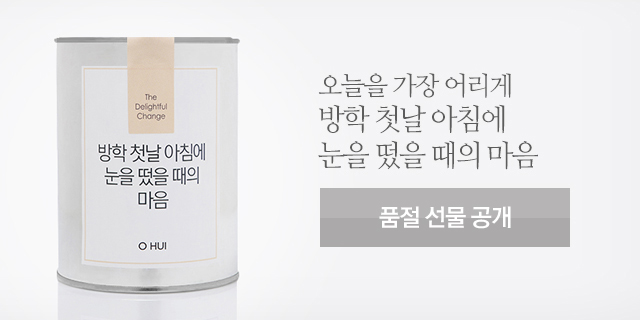 The
Delightful
Change
방학 첫날 아침에
눈을 떴을 때의
마음
O HUI
오늘을 가장 어리게
방학 첫날 아침에
눈을 떴을 때의 마음
품절 선물 공개